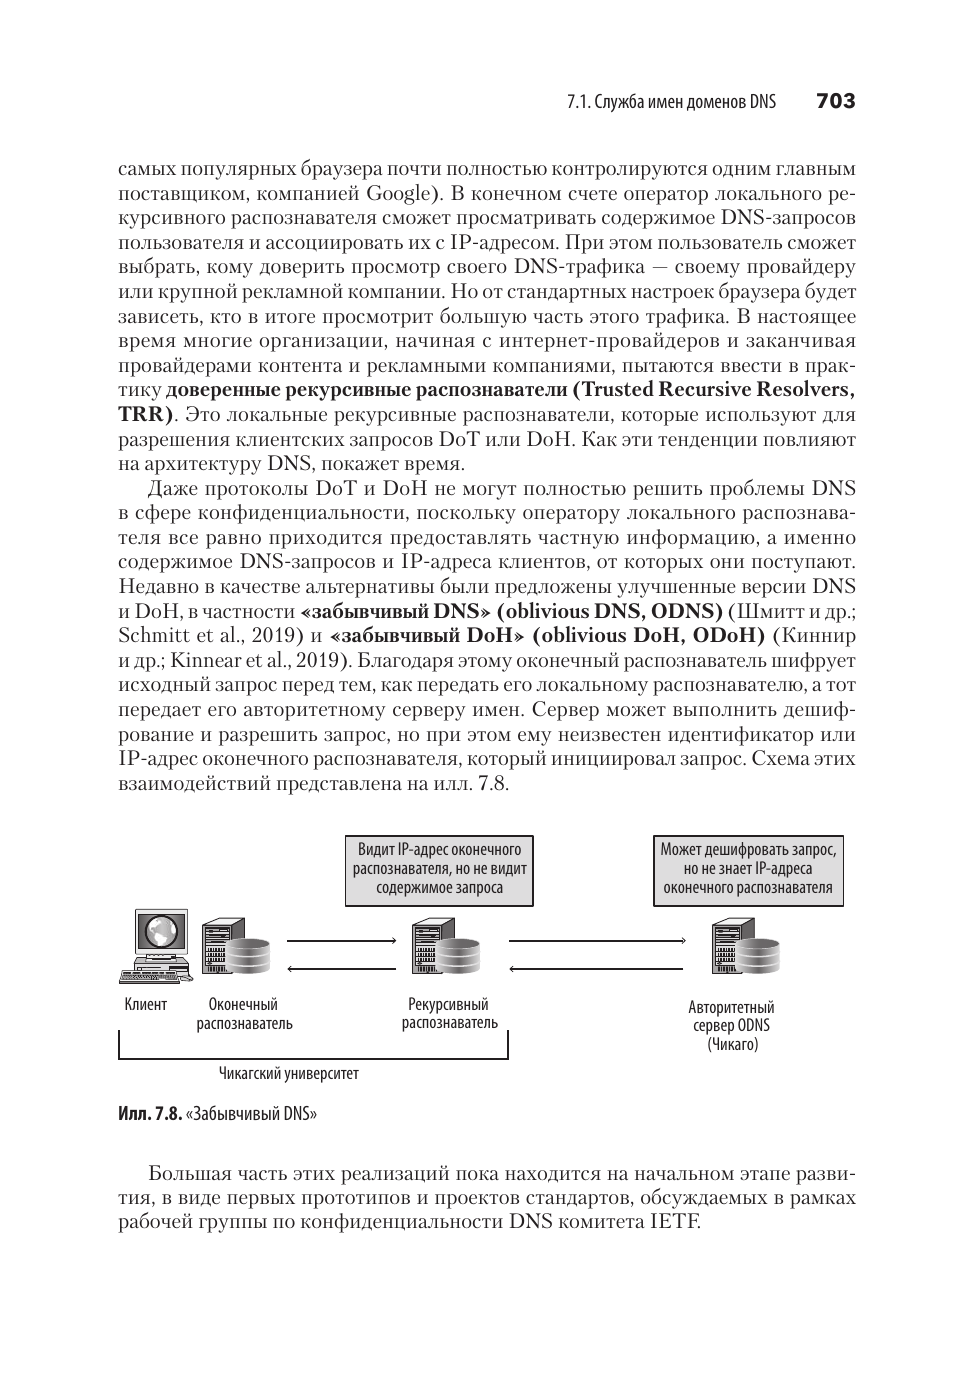 7.1. Служба имен доменов DNS 703
самых популярных браузера почти полностью контролируются одним главным
поставщиком, компанией Google). В конечном счете оператор локального ре-
курсивного распознавателя сможет просматривать содержимое DNS-запросов
пользователя и ассоциировать их с IP-адресом. При этом пользователь сможет
выбрать, кому доверить просмотр своего DNS-трафика — своему провайдеру
или крупной рекламной компании. Но от стандартных настроек браузера будет
зависеть, кто в итоге просмотрит большую часть этого трафика. В настоящее
время многие организации, начиная с интернет-провайдеров и заканчивая
провайдерами контента и рекламными компаниями, пытаются ввести в прак-
тику доверенные рекурсивные распознаватели (Trusted Recursive Resolvers,
TRR). Это локальные рекурсивные распознаватели, которые используют для
разрешения клиентских запросов DoT или DoH. Как эти тенденции повлияют
на архитектуру DNS, покажет время.
Даже протоколы DoT и DoH не могут полностью решить проблемы DNS
в сфере конфиденциальности, поскольку оператору локального распознава-
теля все равно приходится предоставлять частную информацию, а именно
содержимое DNS-запросов и IP-адреса клиентов, от которых они поступают.
Недавно в качестве альтернативы были предложены улучшенные версии DNS
и DoH, в частности «забывчивый DNS» (oblivious DNS, ODNS) (Шмитт и др.;
Schmitt et al., 2019) и «забывчивый DoH» (oblivious DoH, ODoH) (Киннир
и др.; Kinnear et al., 2019). Благодаря этому оконечный распознаватель шифрует
исходный запрос перед тем, как передать его локальному распознавателю, а тот
передает его авторитетному серверу имен. Сервер может выполнить дешиф-
рование и разрешить запрос, но при этом ему неизвестен идентификатор или
IP-адрес оконечного распознавателя, который инициировал запрос. Схема этих
взаимодействий представлена на илл. 7.8.
Видит IP-адрес оконечного
распознавателя, но не видит
содержимое запроса
Может дешифровать запрос,
но не знает IP-адреса
оконечного распознавателя
Клиент
Оконечный
распознаватель
Рекурсивный
распознаватель
Авторитетный
сервер ODNS
(Чикаго)
Чикагский университет
Илл. 7.8. «Забывчивый DNS»
Большая часть этих реализаций пока находится на начальном этапе разви-
тия, в виде первых прототипов и проектов стандартов, обсуждаемых в рамках
рабочей группы по конфиденциальности DNS комитета IETF.